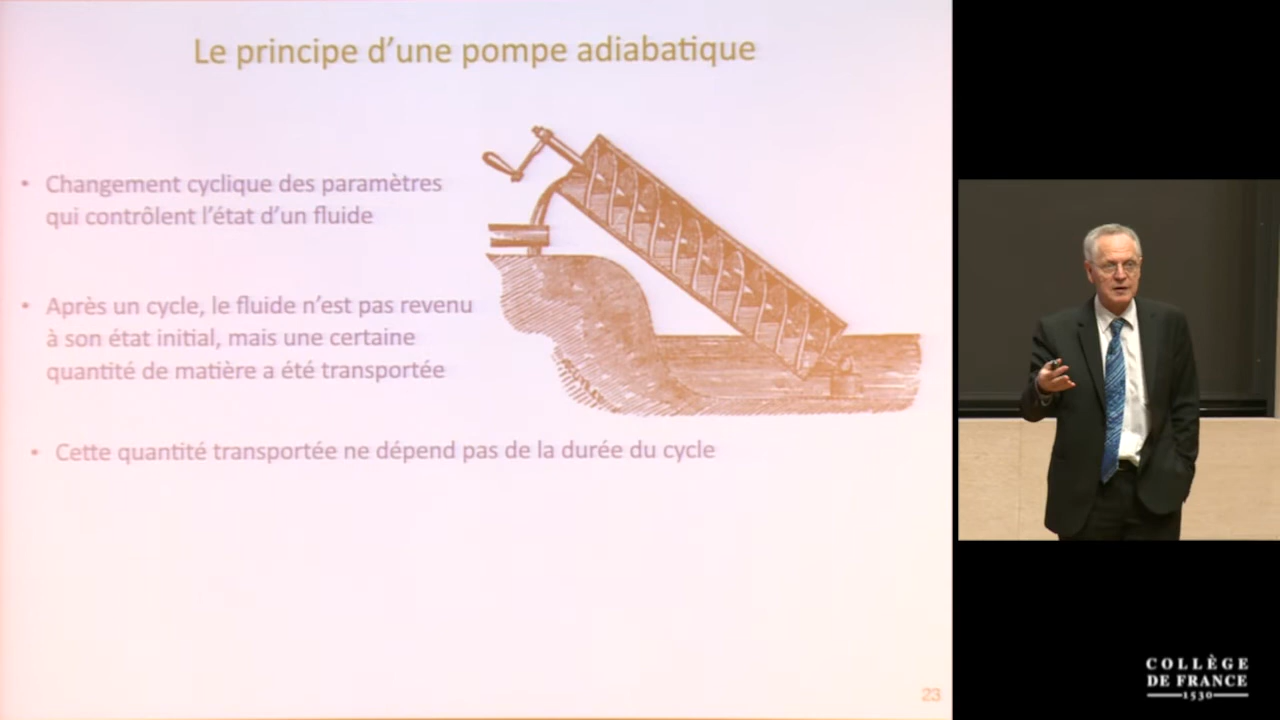 Le principe d’une pompe adiabatique
• Changement cyclique des paramètres
qui contrôlent l’état d’un fluide
• Après un cycle, le fluide n’est pas revenu
à son état initial, mais une certaine
quantité de matière a été transportée
• Cette quantité transportée ne dépend pas de la durée du cycle
23
COLLÈGE
DE FRANCE
1530